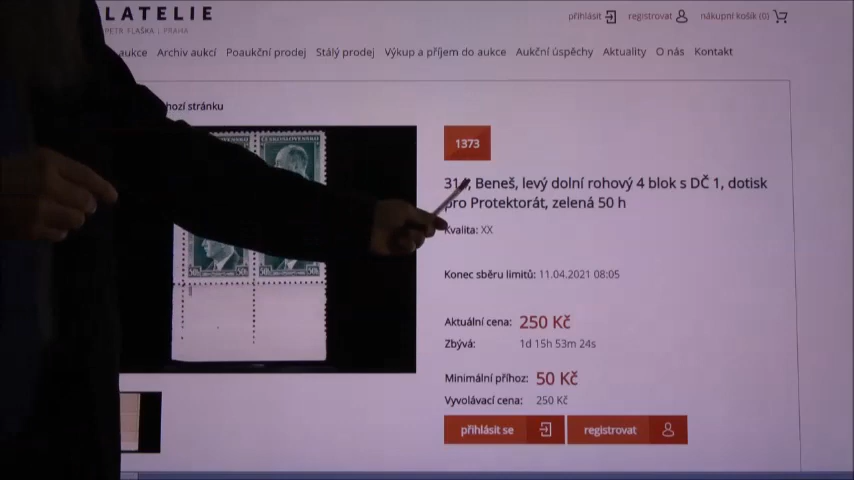 LATELIE
PETR FLAŠKA | PRAHA
přihlásit
registrovat
nákupní košík (0)
aukce Archiv aukcí Poaukční prodej Stálý prodej Výkup a příjem do aukce Aukční úspěchy Aktuality O nás Kontakt
hozí stránku
1373
Beneš, levý dolní rohový 4 blok s DČ 1, dotisk
pro Protektorát, zelená 50 h
Kvalita: XX
Konec sběru limitů: 11.04.2021 08:05
Aktuální cena: 250 Kč
Zbývá: 1d 15h 53m 24s
Minimální příhoz: 50 Kč
Vyvolávací cena: 250 Kč
přihlásit se
registrovat